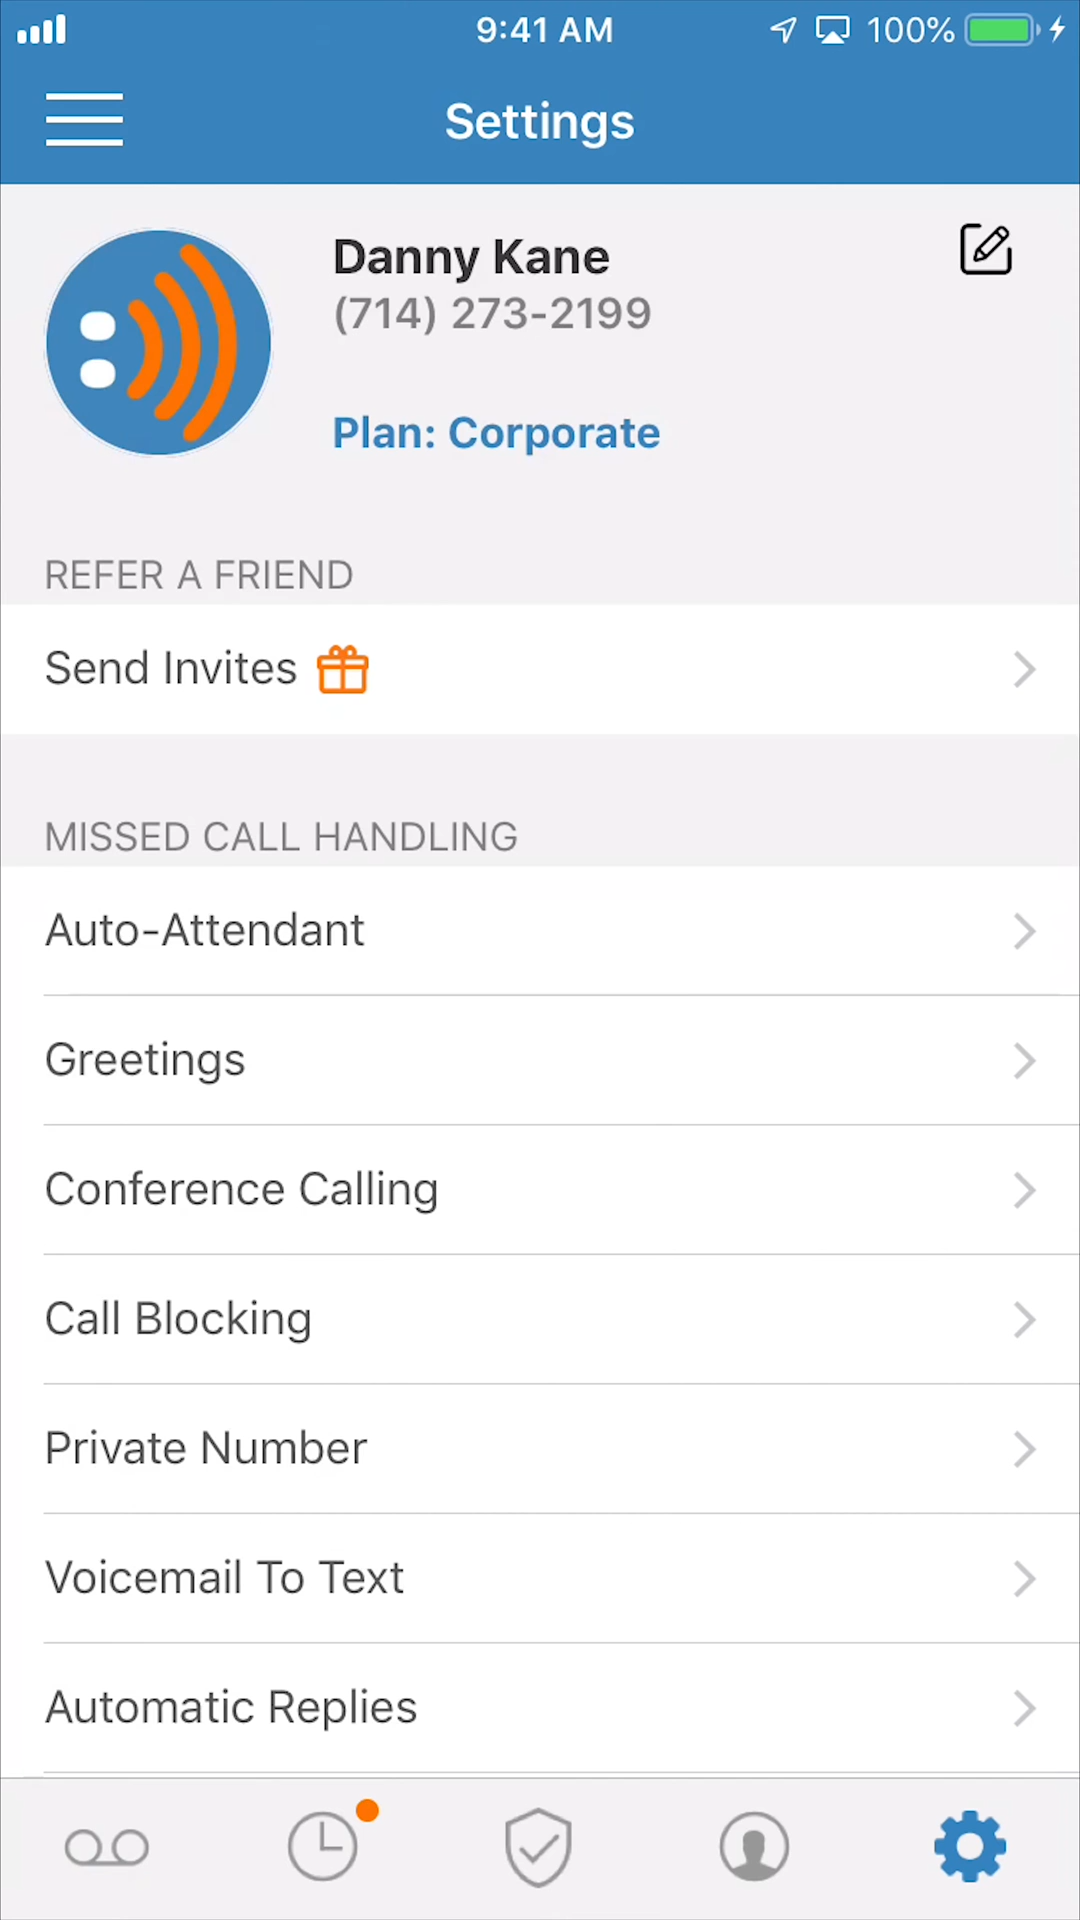 9:41 AM
100%
Settings
Danny Kane
(714) 273-2199
Plan: Corporate
REFER A FRIEND
Send Invites
MISSED CALL HANDLING
Auto-Attendant
Greetings
Conference Calling
Call Blocking
Private Number
Voicemail To Text
Automatic Replies